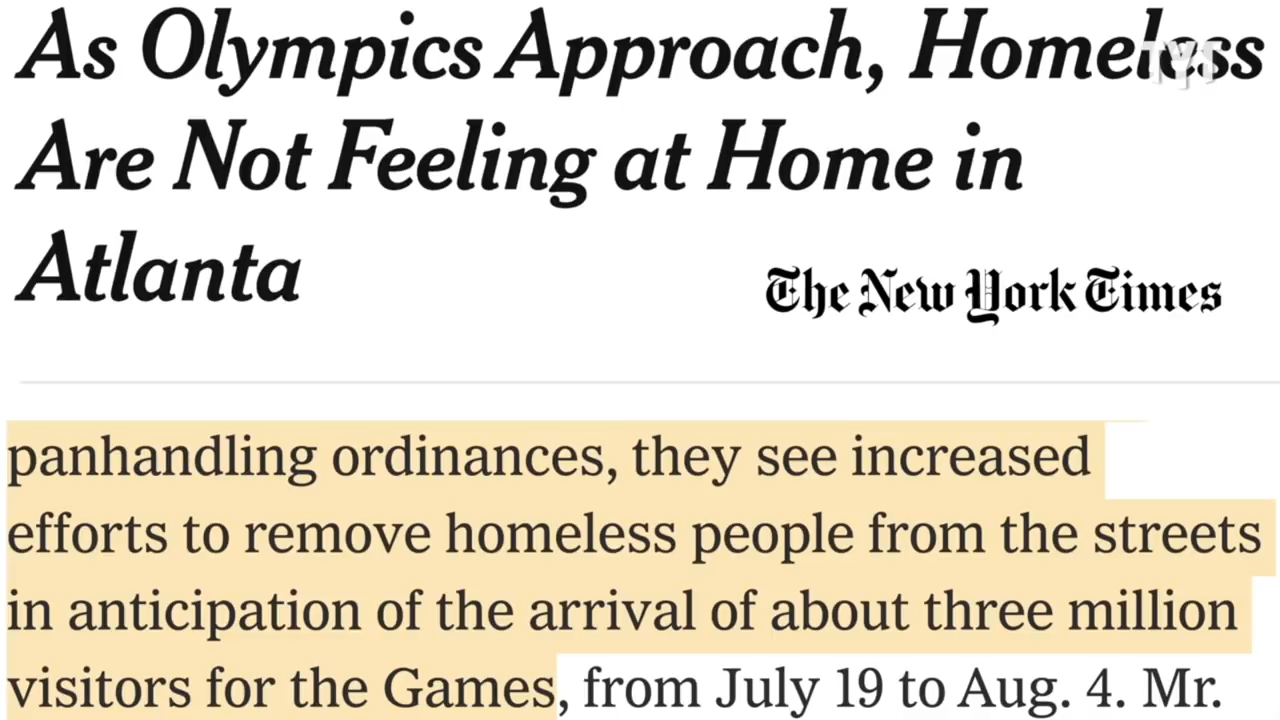 As Olympics Approach, Homeless
Are Not Feeling at Home in
Atlanta
The New York Times
panhandling ordinances, they see increased
efforts to remove homeless people from the streets
in anticipation of the arrival of about three million
visitors for the Games, from July 19 to Aug. 4. Mr.